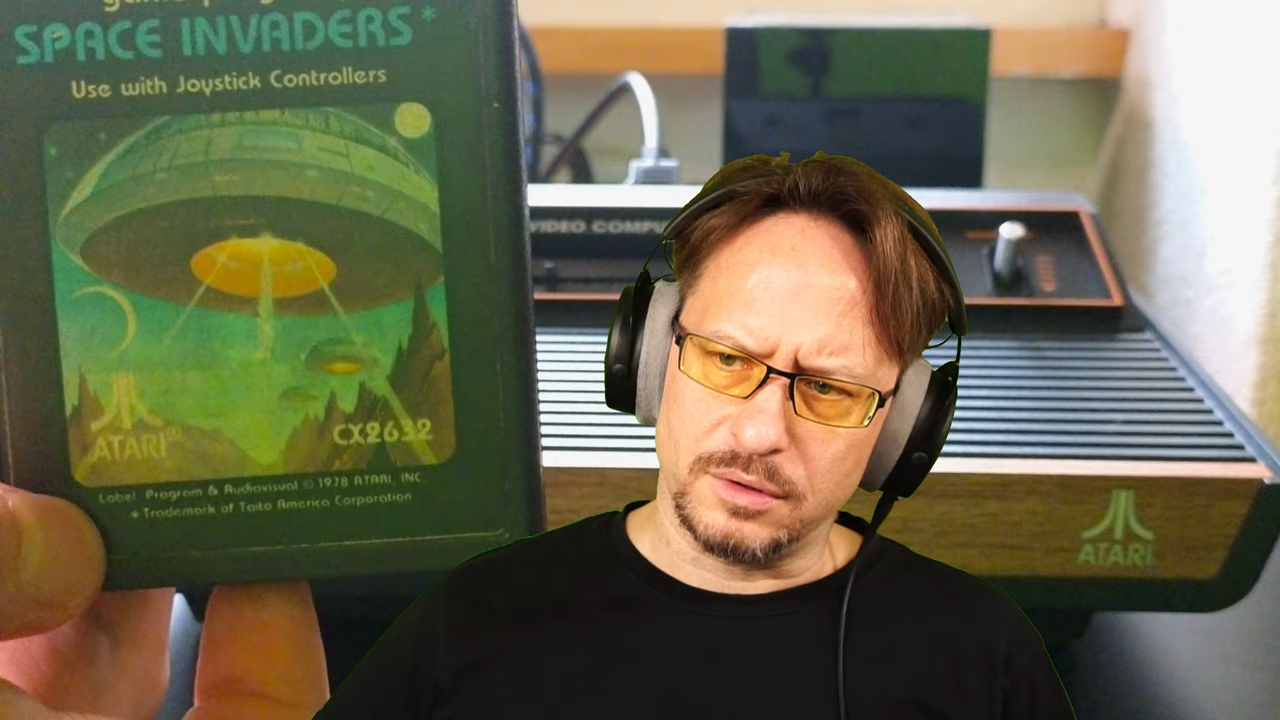 SPACE INVADERS*
Use with Joystick Controllers
ATARI®
CX2632
Label, Program & Audiovisual © 1978 ATARI, INC.
*Trademark of Taito America Corporation
VIDEO
ATARI